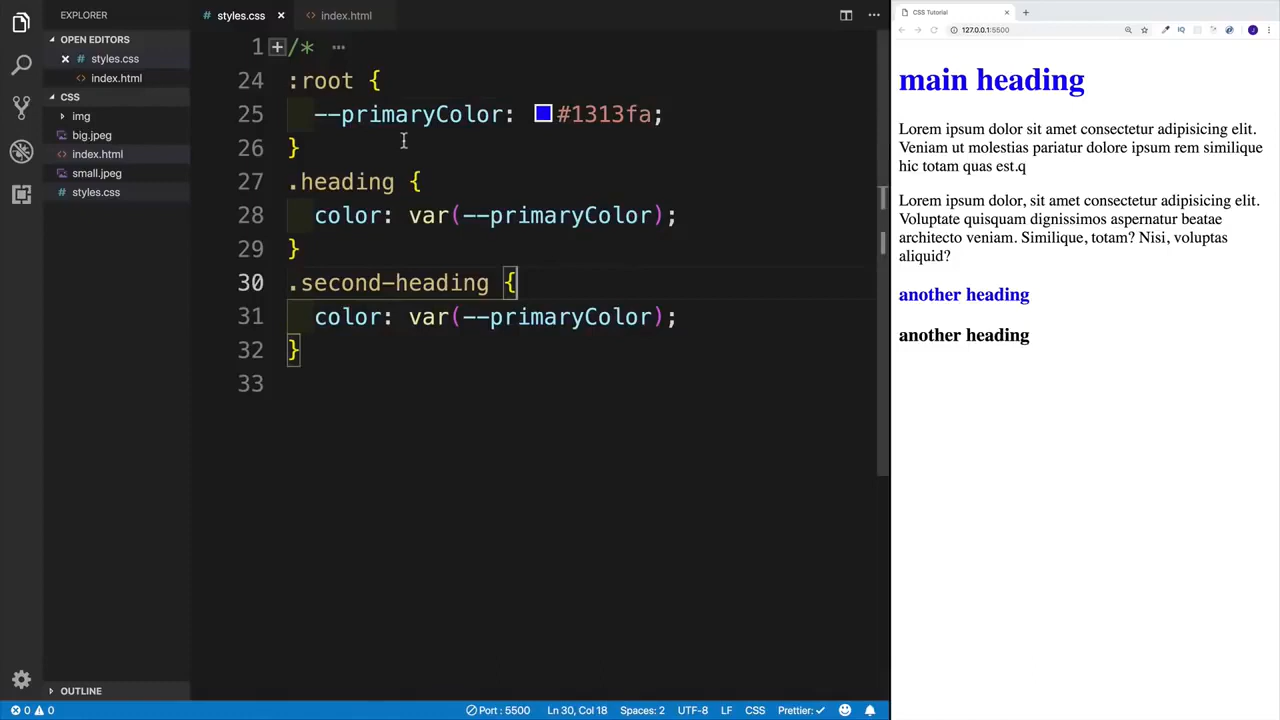 EXPLORER
OPEN EDITORS
styles.css
index.html
CSS
img
big.jpeg
index.html
small.jpeg
styles.css
OUTLINE
styles.css
index.html
1 /* ...
24 :root {
25 --primaryColor: #1313fa;
26 }
27 .heading {
28 color: var(--primaryColor);
29 }
30 .second-heading {
31 color: var(--primaryColor);
32 }
33
0 0
Port : 5500
Ln 30, Col 18
Spaces: 2
UTF-8
LF
CSS
Prettier: ✓
CSS Tutorial
127.0.0.1:5500
IQ
J
main heading
Lorem ipsum dolor sit amet consectetur adipisicing elit.
Veniam ut molestias pariatur dolore ipsum rem similique
hic totam quas est.q
Lorem ipsum dolor, sit amet consectetur adipisicing elit.
Voluptate quisquam dignissimos aspernatur beatae
architecto veniam. Similique, totam? Nisi, voluptas
aliquid?
another heading
another heading